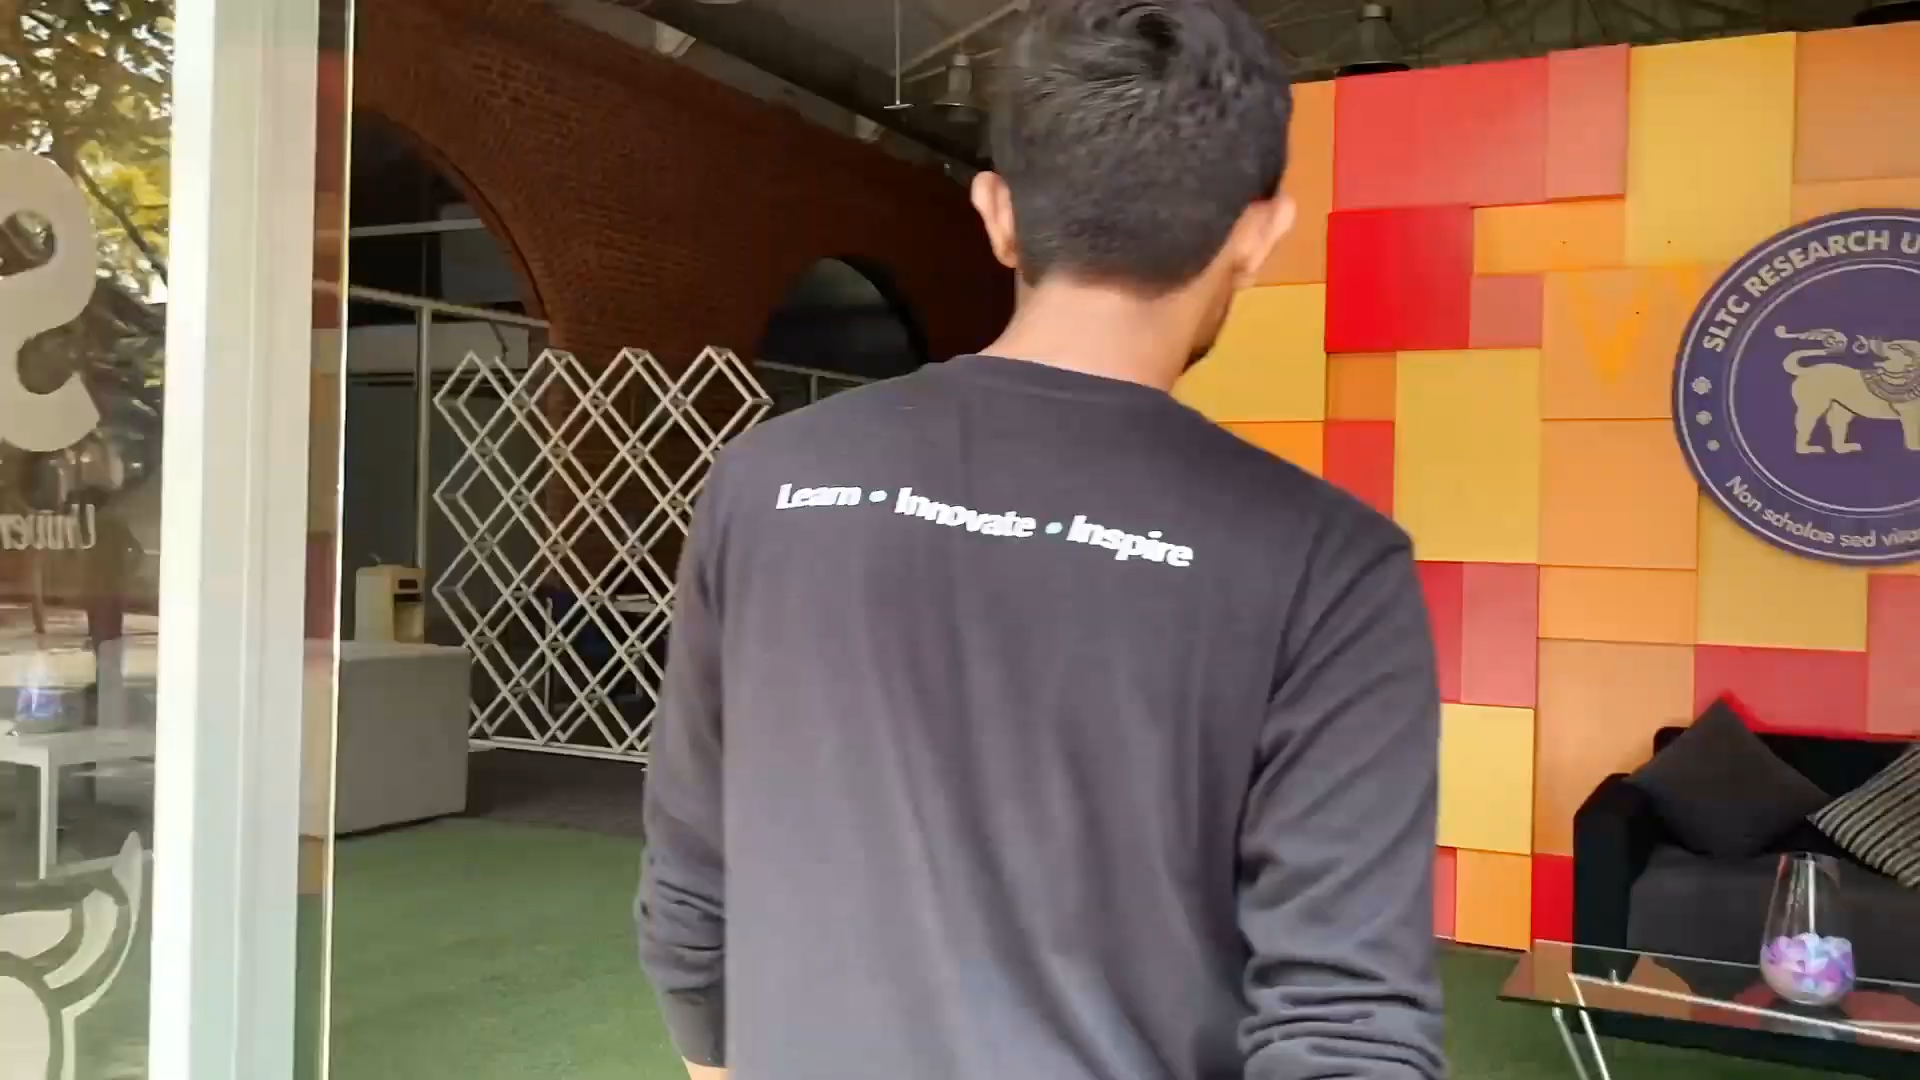 SLTC RESEARCH U
Learn • Innovate • Inspire
Non scholae sed vita